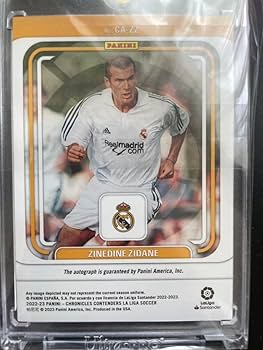 CA-ZZ
PANINI
Realmadrid.com
ZINEDINE ZIDANE
The autograph is guaranteed by Panini America, Inc.
Any image depicted may not represent the current season uniform.
© PANINI ESPAÑA, S.A. Por acuerdo y con licencia de LaLiga Santander 2022-2023.
2022-23 PANINI – CHRONICLES CONTENDERS LA LIGA SOCCER
© 2023 Panini America, Inc. Produced in the USA.
LaLiga
Santander